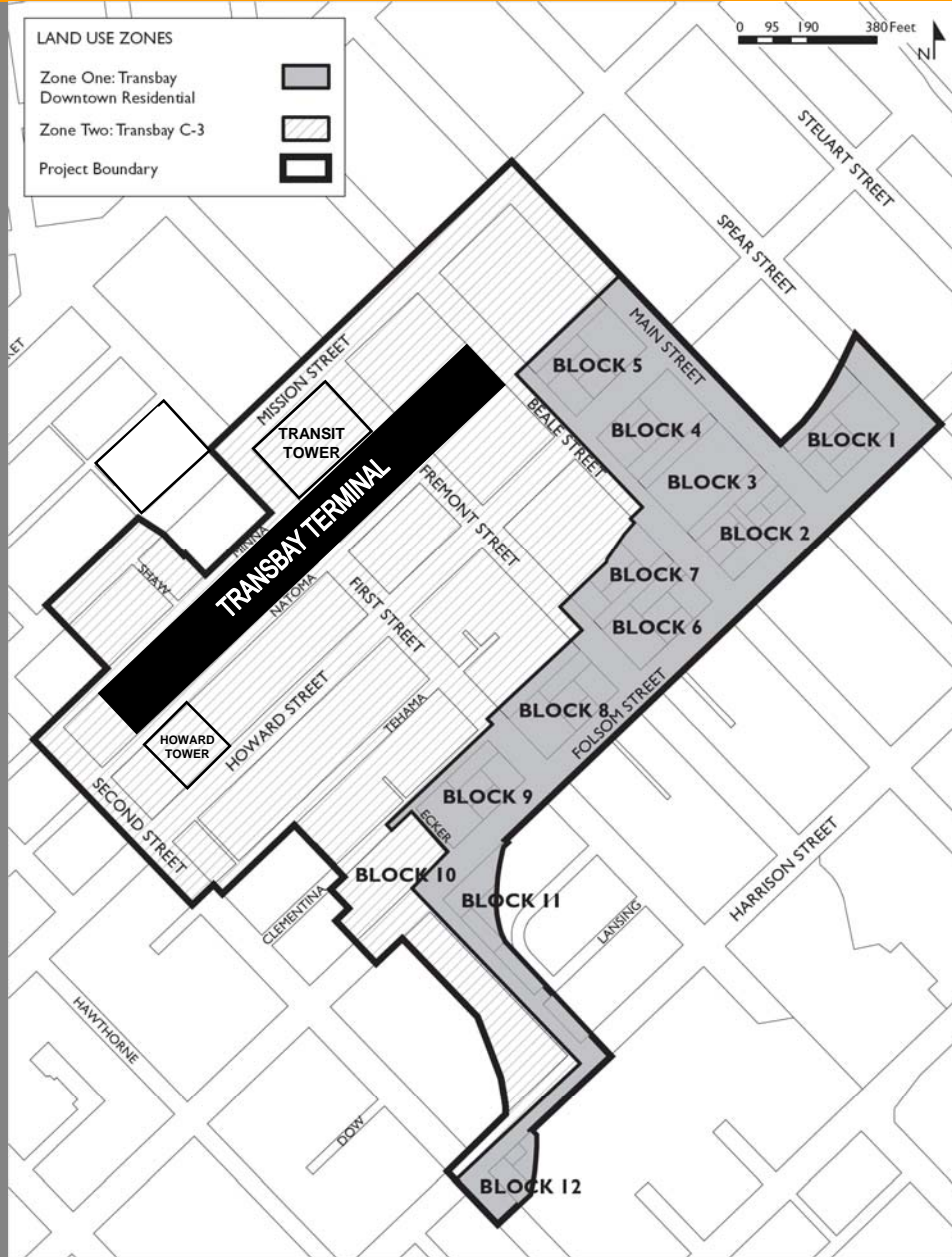 LAND USE ZONES
Zone One: Transbay
Downtown Residential
Zone Two: Transbay C-3
Project Boundary
0 95 190 380 Feet
N
STEUART STREET
SPEAR STREET
MAIN STREET
MISSION STREET
BLOCK 5
BEALE STREET
BLOCK 4
BLOCK 1
TRANSIT
TOWER
BLOCK 3
FREMONT STREET
BLOCK 2
TRANSBAY TERMINAL
MINNA
SHAW
NATOMA
FIRST STREET
BLOCK 7
BLOCK 6
HOWARD STREET
TEHAMA
BLOCK 8
FOLSOM STREET
HOWARD
TOWER
SECOND STREET
BLOCK 9
ECKER
BLOCK 10
HARRISON STREET
CLEMENTINA
BLOCK 11
LANSING
HAWTHORNE
DOW
BLOCK 12